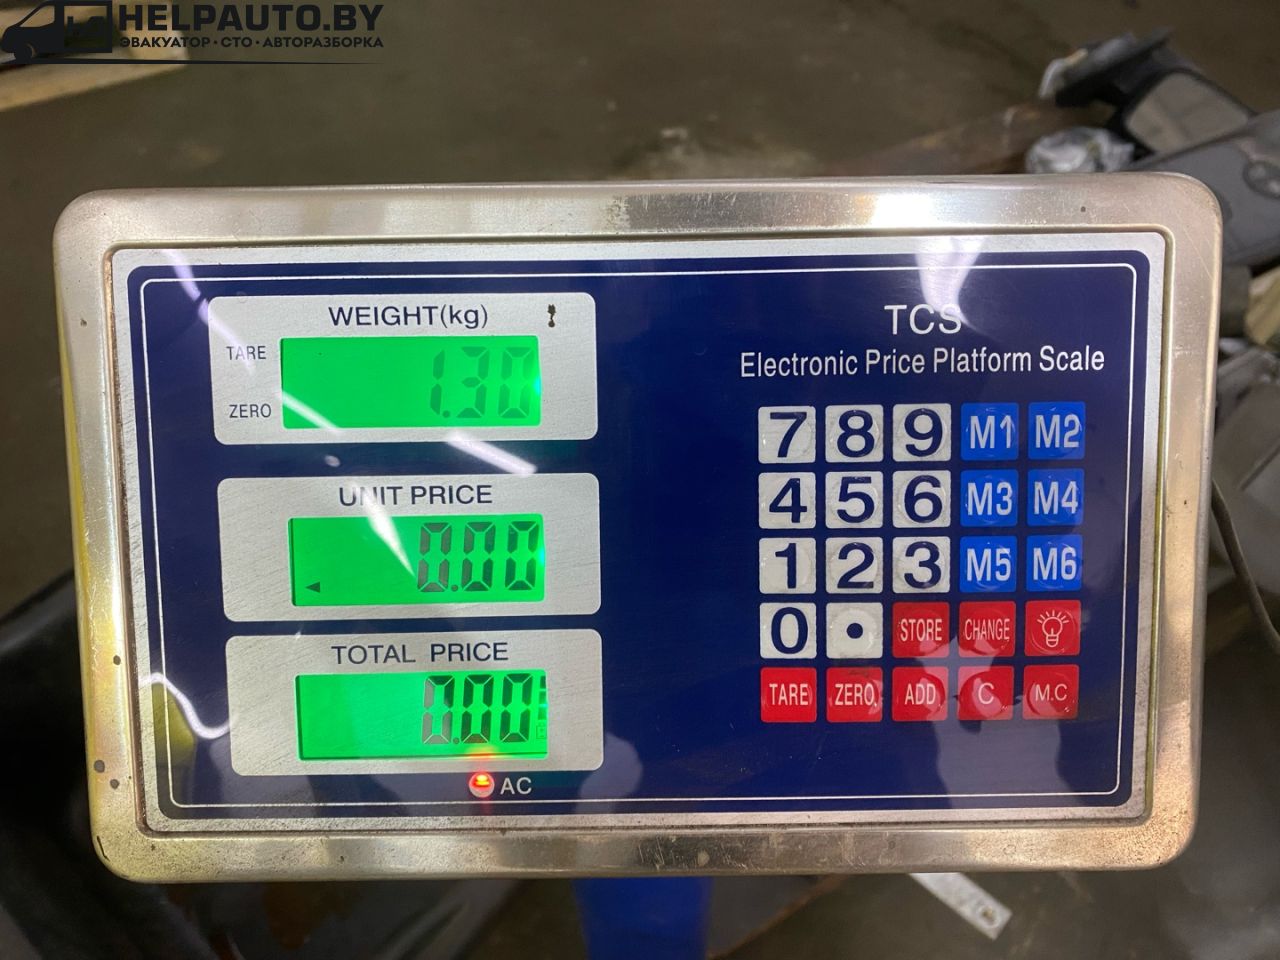 HELPAUTO.BY
ЭВАКУАТОР·СТО·АВТОРАЗБОРКА
WEIGHT(kg)
TARE
1.30
ZERO
UNIT PRICE
0.00
TOTAL PRICE
0.00
AC
TCS
Electronic Price Platform Scale
7 8 9 M1 M2
4 5 6 M3 M4
1 2 3 M5 M6
0 • STORE CHANGE
TARE ZERO ADD C M.C